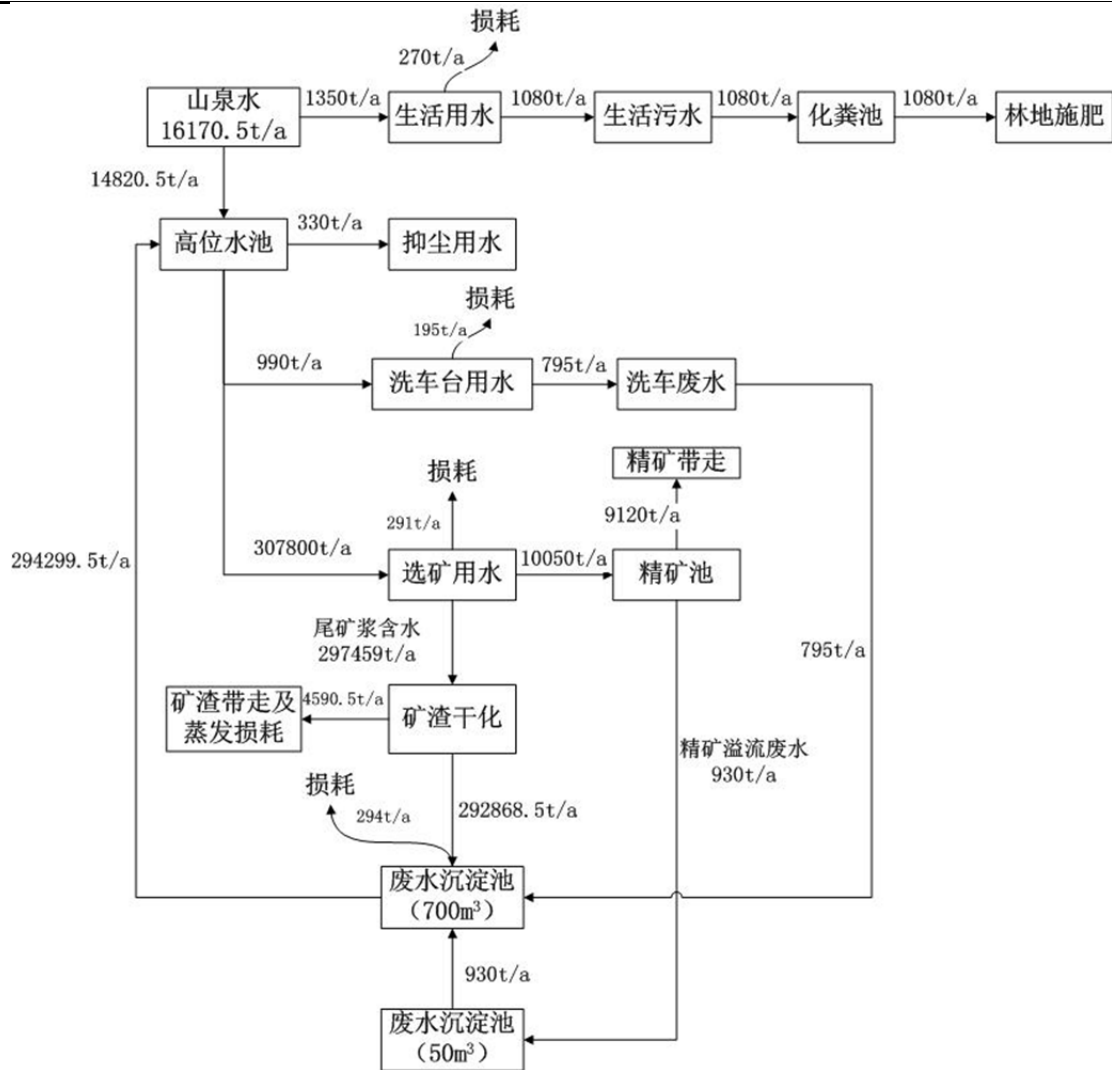 损耗
270t/a
山泉水
16170.5t/a
1350t/a
生活用水
1080t/a
生活污水
1080t/a
化粪池
1080t/a
林地施肥
14820.5t/a
高位水池
330t/a
抑尘用水
损耗
195t/a
990t/a
洗车台用水
795t/a
洗车废水
损耗
精矿带走
291t/a
9120t/a
294299.5t/a
307800t/a
选矿用水
10050t/a
精矿池
尾矿浆含水
297459t/a
795t/a
矿渣带走及
蒸发损耗
4590.5t/a
矿渣干化
精矿溢流废水
930t/a
损耗
294t/a
292868.5t/a
废水沉淀池
（700m³）
930t/a
废水沉淀池
（50m³）